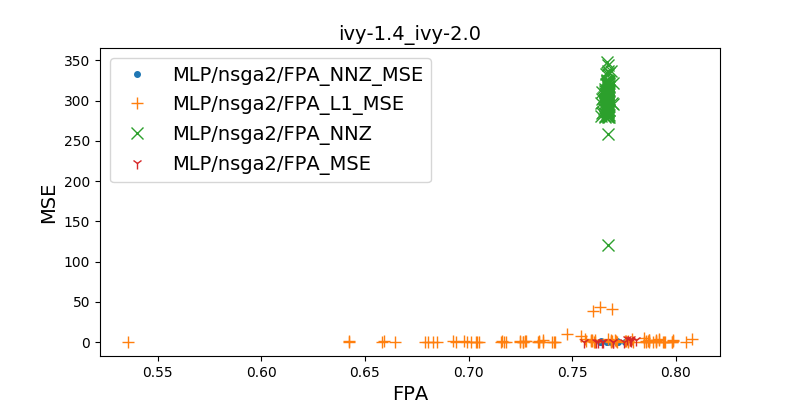 ivy-1.4_ivy-2.0
MLP/nsga2/FPA_NNZ_MSE
MLP/nsga2/FPA_L1_MSE
MLP/nsga2/FPA_NNZ
MLP/nsga2/FPA_MSE
MSE
350
300
250
200
150
100
50
0
0.55 0.60 0.65 0.70 0.75 0.80
FPA